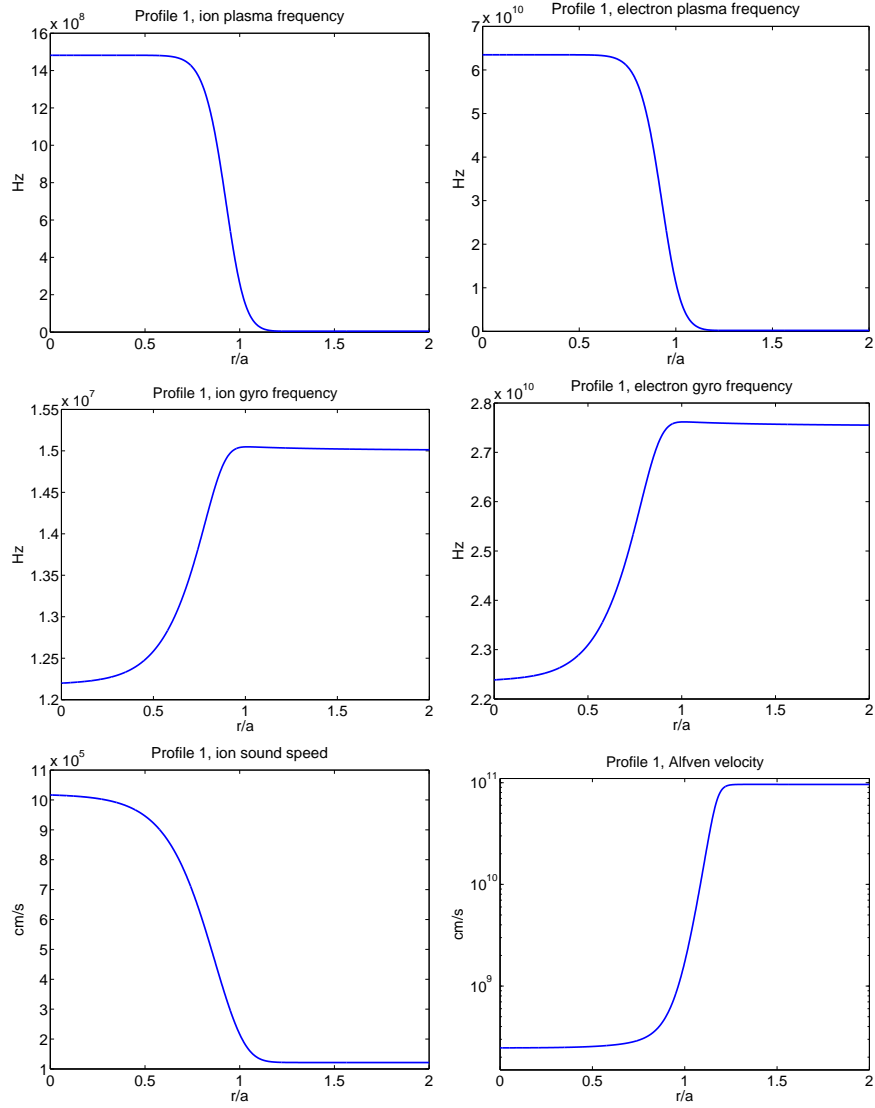 Profile 1, ion plasma frequency
x 10^8
16
14
12
10
8
6
4
2
0
Hz
0 0.5 1 1.5 2
r/a
Profile 1, electron plasma frequency
x 10^10
7
6
5
4
3
2
1
0
Hz
0 0.5 1 1.5 2
r/a
Profile 1, ion gyro frequency
x 10^7
1.55
1.5
1.45
1.4
1.35
1.3
1.25
1.2
Hz
0 0.5 1 1.5 2
r/a
Profile 1, electron gyro frequency
x 10^10
2.8
2.7
2.6
2.5
2.4
2.3
2.2
Hz
0 0.5 1 1.5 2
r/a
Profile 1, ion sound speed
x 10^5
11
10
9
8
7
6
5
4
3
2
1
cm/s
0 0.5 1 1.5 2
r/a
Profile 1, Alfven velocity
10^11
10^10
10^9
cm/s
0 0.5 1 1.5 2
r/a